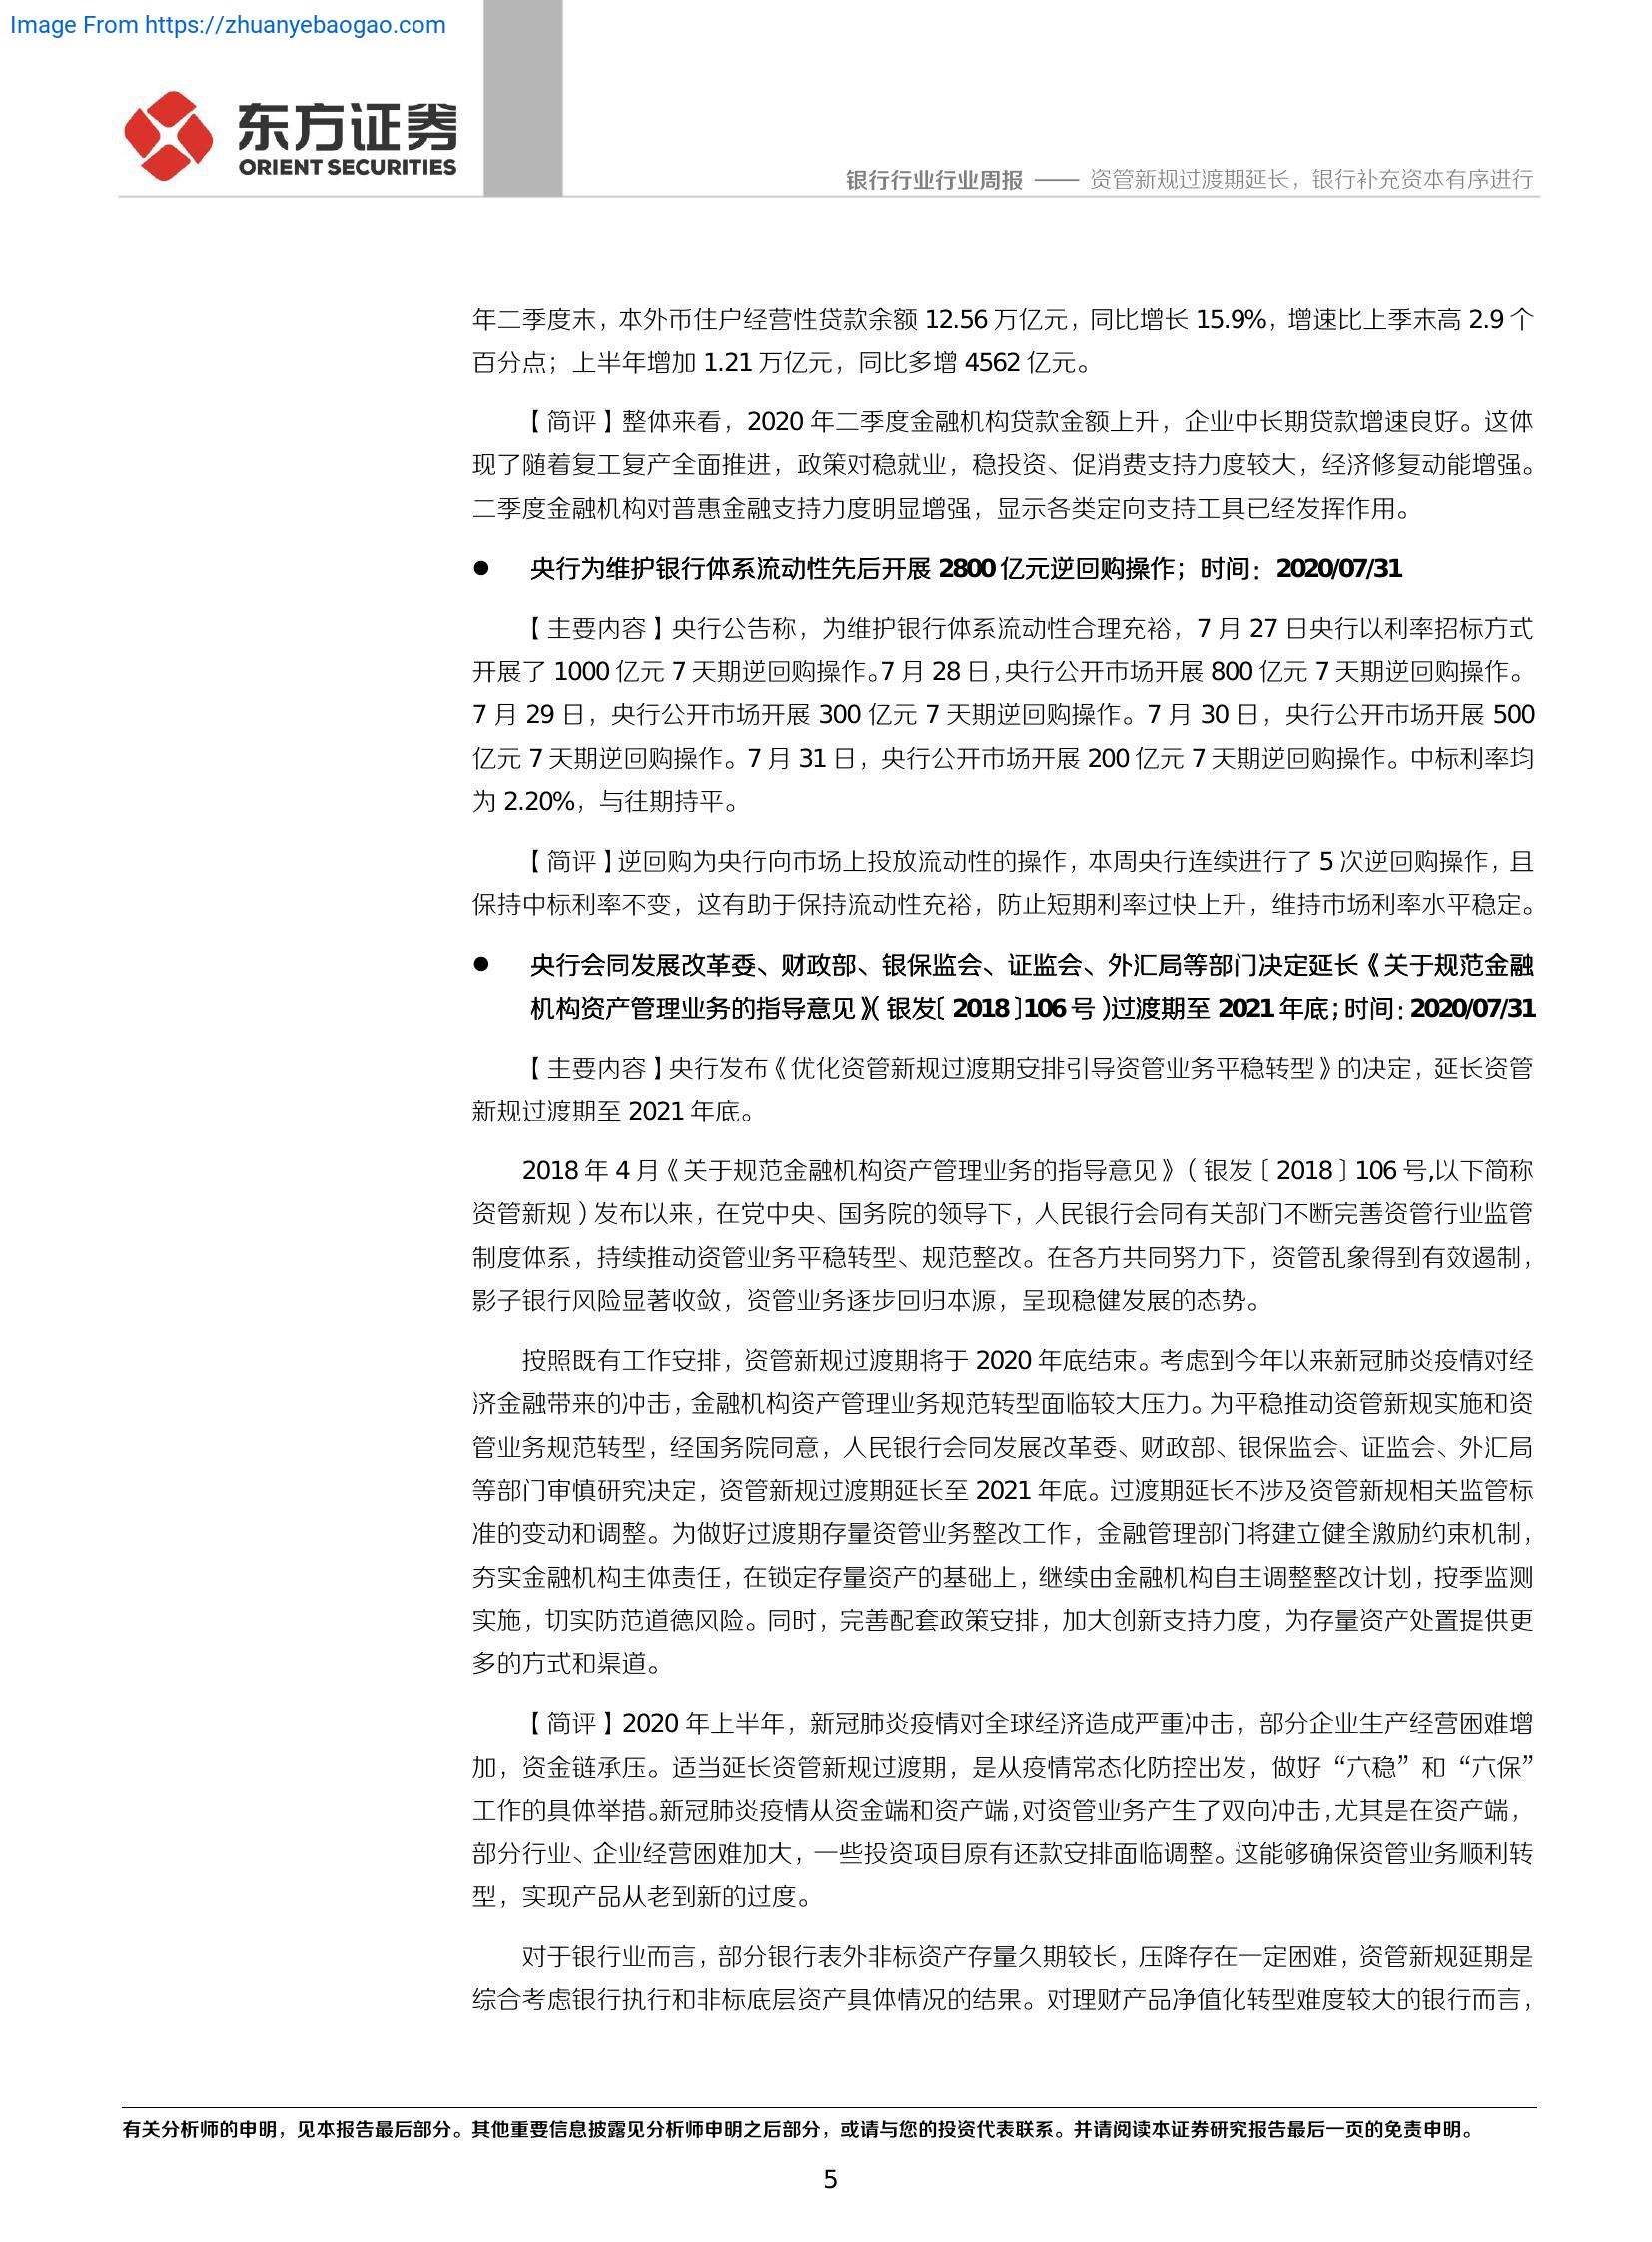 Image From https://zhuanyebaogao.com
东方证券
ORIENT SECURITIES
银行行业行业周报 —— 资管新规过渡期延长，银行补充资本有序进行
年二季度末，本外币住户经营性贷款余额 12.56 万亿元，同比增长 15.9%，增速比上季末高 2.9 个
百分点；上半年增加 1.21 万亿元，同比多增 4562 亿元。
【简评】整体来看，2020 年二季度金融机构贷款金额上升，企业中长期贷款增速良好。这体
现了随着复工复产全面推进，政策对稳就业，稳投资、促消费支持力度较大，经济修复动能增强。
二季度金融机构对普惠金融支持力度明显增强，显示各类定向支持工具已经发挥作用。
● 央行为维护银行体系流动性先后开展 2800 亿元逆回购操作；时间：2020/07/31
【主要内容】央行公告称，为维护银行体系流动性合理充裕，7 月 27 日央行以利率招标方式
开展了 1000 亿元 7 天期逆回购操作。7 月 28 日，央行公开市场开展 800 亿元 7 天期逆回购操作。
7 月 29 日，央行公开市场开展 300 亿元 7 天期逆回购操作。7 月 30 日，央行公开市场开展 500
亿元 7 天期逆回购操作。7 月 31 日，央行公开市场开展 200 亿元 7 天期逆回购操作。中标利率均
为 2.20%，与往期持平。
【简评】逆回购为央行向市场上投放流动性的操作，本周央行连续进行了 5 次逆回购操作，且
保持中标利率不变，这有助于保持流动性充裕，防止短期利率过快上升，维持市场利率水平稳定。
● 央行会同发展改革委、财政部、银保监会、证监会、外汇局等部门决定延长《关于规范金融
机构资产管理业务的指导意见》（银发〔2018〕106 号）过渡期至 2021 年底；时间：2020/07/31
【主要内容】央行发布《优化资管新规过渡期安排引导资管业务平稳转型》的决定，延长资管
新规过渡期至 2021 年底。
2018 年 4 月《关于规范金融机构资产管理业务的指导意见》（银发〔2018〕106 号,以下简称
资管新规）发布以来，在党中央、国务院的领导下，人民银行会同有关部门不断完善资管行业监管
制度体系，持续推动资管业务平稳转型、规范整改。在各方共同努力下，资管乱象得到有效遏制，
影子银行风险显著收敛，资管业务逐步回归本源，呈现稳健发展的态势。
按照既有工作安排，资管新规过渡期将于 2020 年底结束。考虑到今年以来新冠肺炎疫情对经
济金融带来的冲击，金融机构资产管理业务规范转型面临较大压力。为平稳推动资管新规实施和资
管业务规范转型，经国务院同意，人民银行会同发展改革委、财政部、银保监会、证监会、外汇局
等部门审慎研究决定，资管新规过渡期延长至 2021 年底。过渡期延长不涉及资管新规相关监管标
准的变动和调整。为做好过渡期存量资管业务整改工作，金融管理部门将建立健全激励约束机制，
夯实金融机构主体责任，在锁定存量资产的基础上，继续由金融机构自主调整整改计划，按季监测
实施，切实防范道德风险。同时，完善配套政策安排，加大创新支持力度，为存量资产处置提供更
多的方式和渠道。
【简评】2020 年上半年，新冠肺炎疫情对全球经济造成严重冲击，部分企业生产经营困难增
加，资金链承压。适当延长资管新规过渡期，是从疫情常态化防控出发，做好“六稳”和“六保”
工作的具体举措。新冠肺炎疫情从资金端和资产端，对资管业务产生了双向冲击，尤其是在资产端，
部分行业、企业经营困难加大，一些投资项目原有还款安排面临调整。这能够确保资管业务顺利转
型，实现产品从老到新的过度。
对于银行业而言，部分银行表外非标资产存量久期较长，压降存在一定困难，资管新规延期是
综合考虑银行执行和非标底层资产具体情况的结果。对理财产品净值化转型难度较大的银行而言，
有关分析师的申明，见本报告最后部分。其他重要信息披露见分析师申明之后部分，或请与您的投资代表联系。并请阅读本证券研究报告最后一页的免责申明。
5